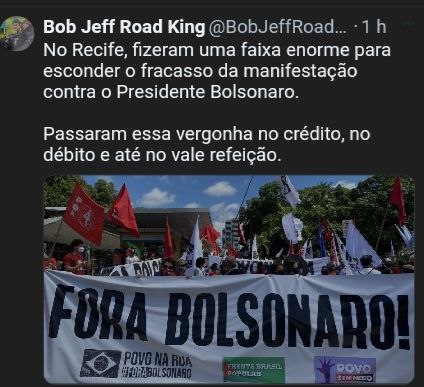 Bob Jeff Road King @BobJeffRoad... · 1 h
No Recife, fizeram uma faixa enorme para
esconder o fracasso da manifestação
contra o Presidente Bolsonaro.
Passaram essa vergonha no crédito, no
débito e até no vale refeição.
FORA BOLSONARO!
POVO NA RUA
#FORABOLSONARO
FRENTE BRASIL
POPULAR
POVO
SEM MEDO